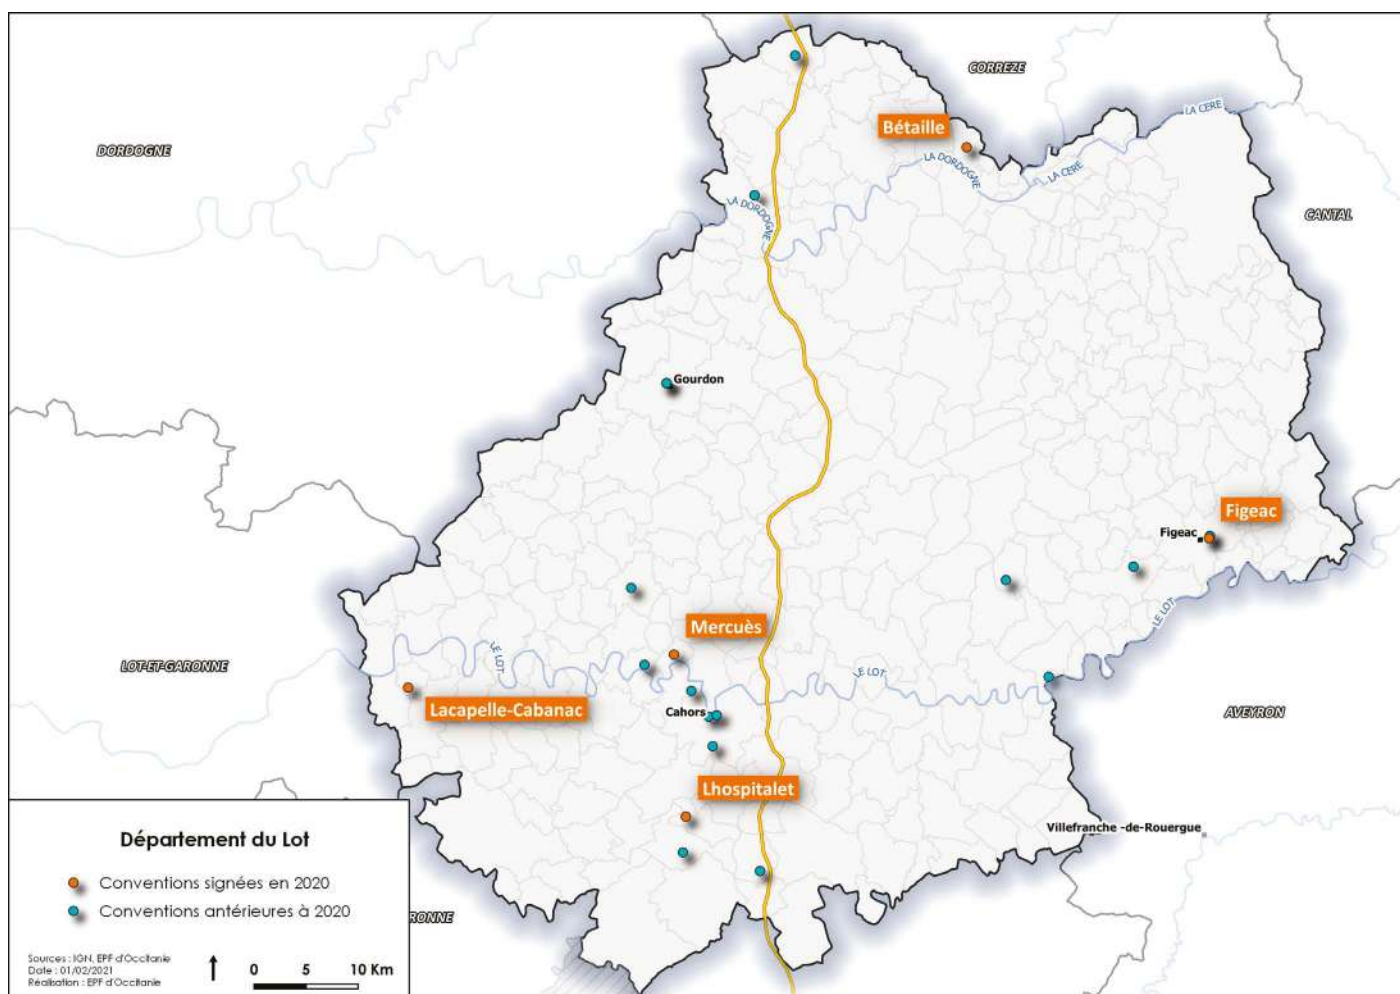 CORREZE
LA CERE
Bétaille
DORDOGNE
LA DORDOGNE
LA CERE
LA DORDOGNE
CANTAL
Gourdon
Figeac
Figeac
LE LOT
Mercuès
LE LOT
LE LOT
LOT-ET-GARONNE
Lacapelle-Cabanac
Cahors
AVEYRON
Lhospitalet
Villefranche -de-Rouergue
Département du Lot
Conventions signées en 2020
Conventions antérieures à 2020
RONNE
Sources : IGN, EPF d'Occitanie
Date : 01/02/2021
Réalisation : EPF d'Occitanie
0 5 10 Km